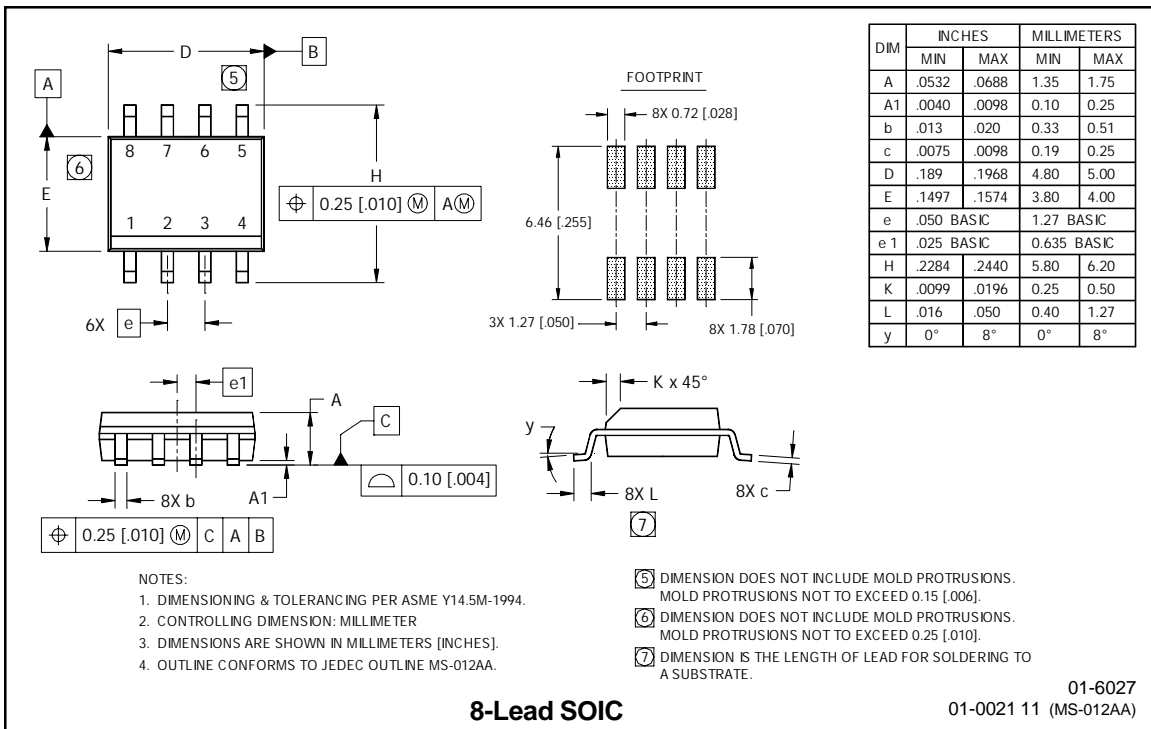 D
B
5
A
8 7 6 5
6
E
H
0.25 [.010] M A M
1 2 3 4
6X e
FOOTPRINT
8X 0.72 [.028]
6.46 [.255]
3X 1.27 [.050]
8X 1.78 [.070]
DIM INCHES MILLIMETERS
MIN MAX MIN MAX
A .0532 .0688 1.35 1.75
A1 .0040 .0098 0.10 0.25
b .013 .020 0.33 0.51
c .0075 .0098 0.19 0.25
D .189 .1968 4.80 5.00
E .1497 .1574 3.80 4.00
e .050 BASIC 1.27 BASIC
e 1 .025 BASIC 0.635 BASIC
H .2284 .2440 5.80 6.20
K .0099 .0196 0.25 0.50
L .016 .050 0.40 1.27
y 0° 8° 0° 8°
e1
A
C
0.10 [.004]
8X b
A1
0.25 [.010] M C A B
K x 45°
y
8X L
8X c
7
NOTES:
1. DIMENSIONING & TOLERANCING PER ASME Y14.5M-1994.
2. CONTROLLING DIMENSION: MILLIMETER
3. DIMENSIONS ARE SHOWN IN MILLIMETERS [INCHES].
4. OUTLINE CONFORMS TO JEDEC OUTLINE MS-012AA.
5 DIMENSION DOES NOT INCLUDE MOLD PROTRUSIONS.
MOLD PROTRUSIONS NOT TO EXCEED 0.15 [.006].
6 DIMENSION DOES NOT INCLUDE MOLD PROTRUSIONS.
MOLD PROTRUSIONS NOT TO EXCEED 0.25 [.010].
7 DIMENSION IS THE LENGTH OF LEAD FOR SOLDERING TO
A SUBSTRATE.
8-Lead SOIC
01-6027
01-0021 11 (MS-012AA)